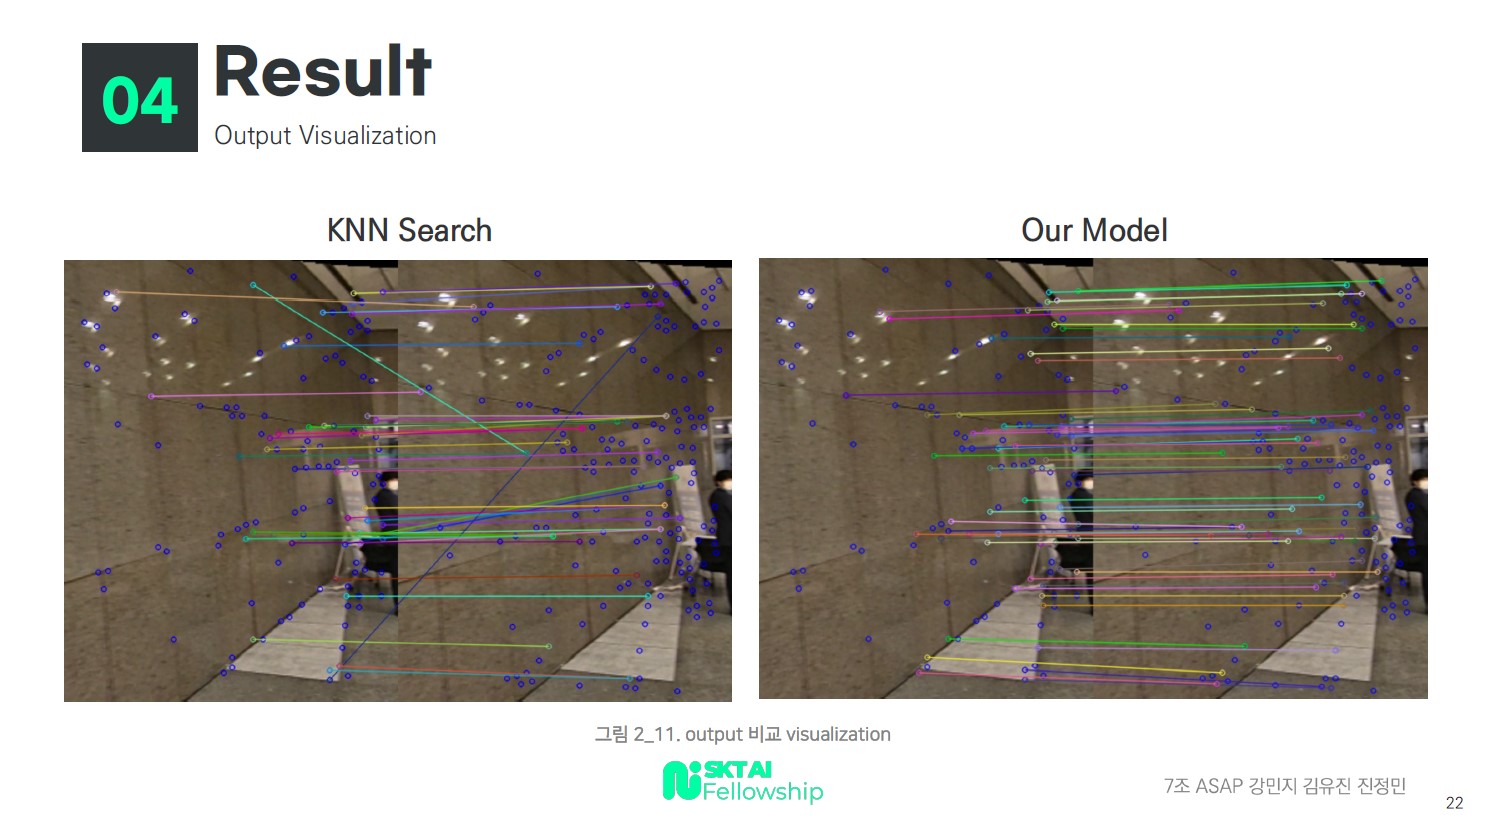 04
Result
Output Visualization
KNN Search
Our Model
그림 2_11. output 비교 visualization
SKT AI
Fellowship
7조 ASAP 강민지 김유진 진정민
22